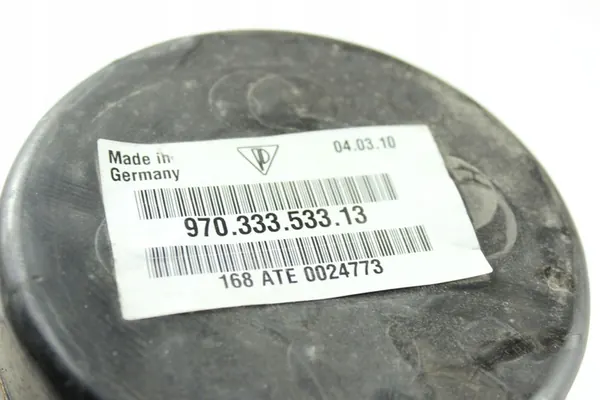 Made in
Germany
04.03.10
970.333.533.13
168 ATE 0024773